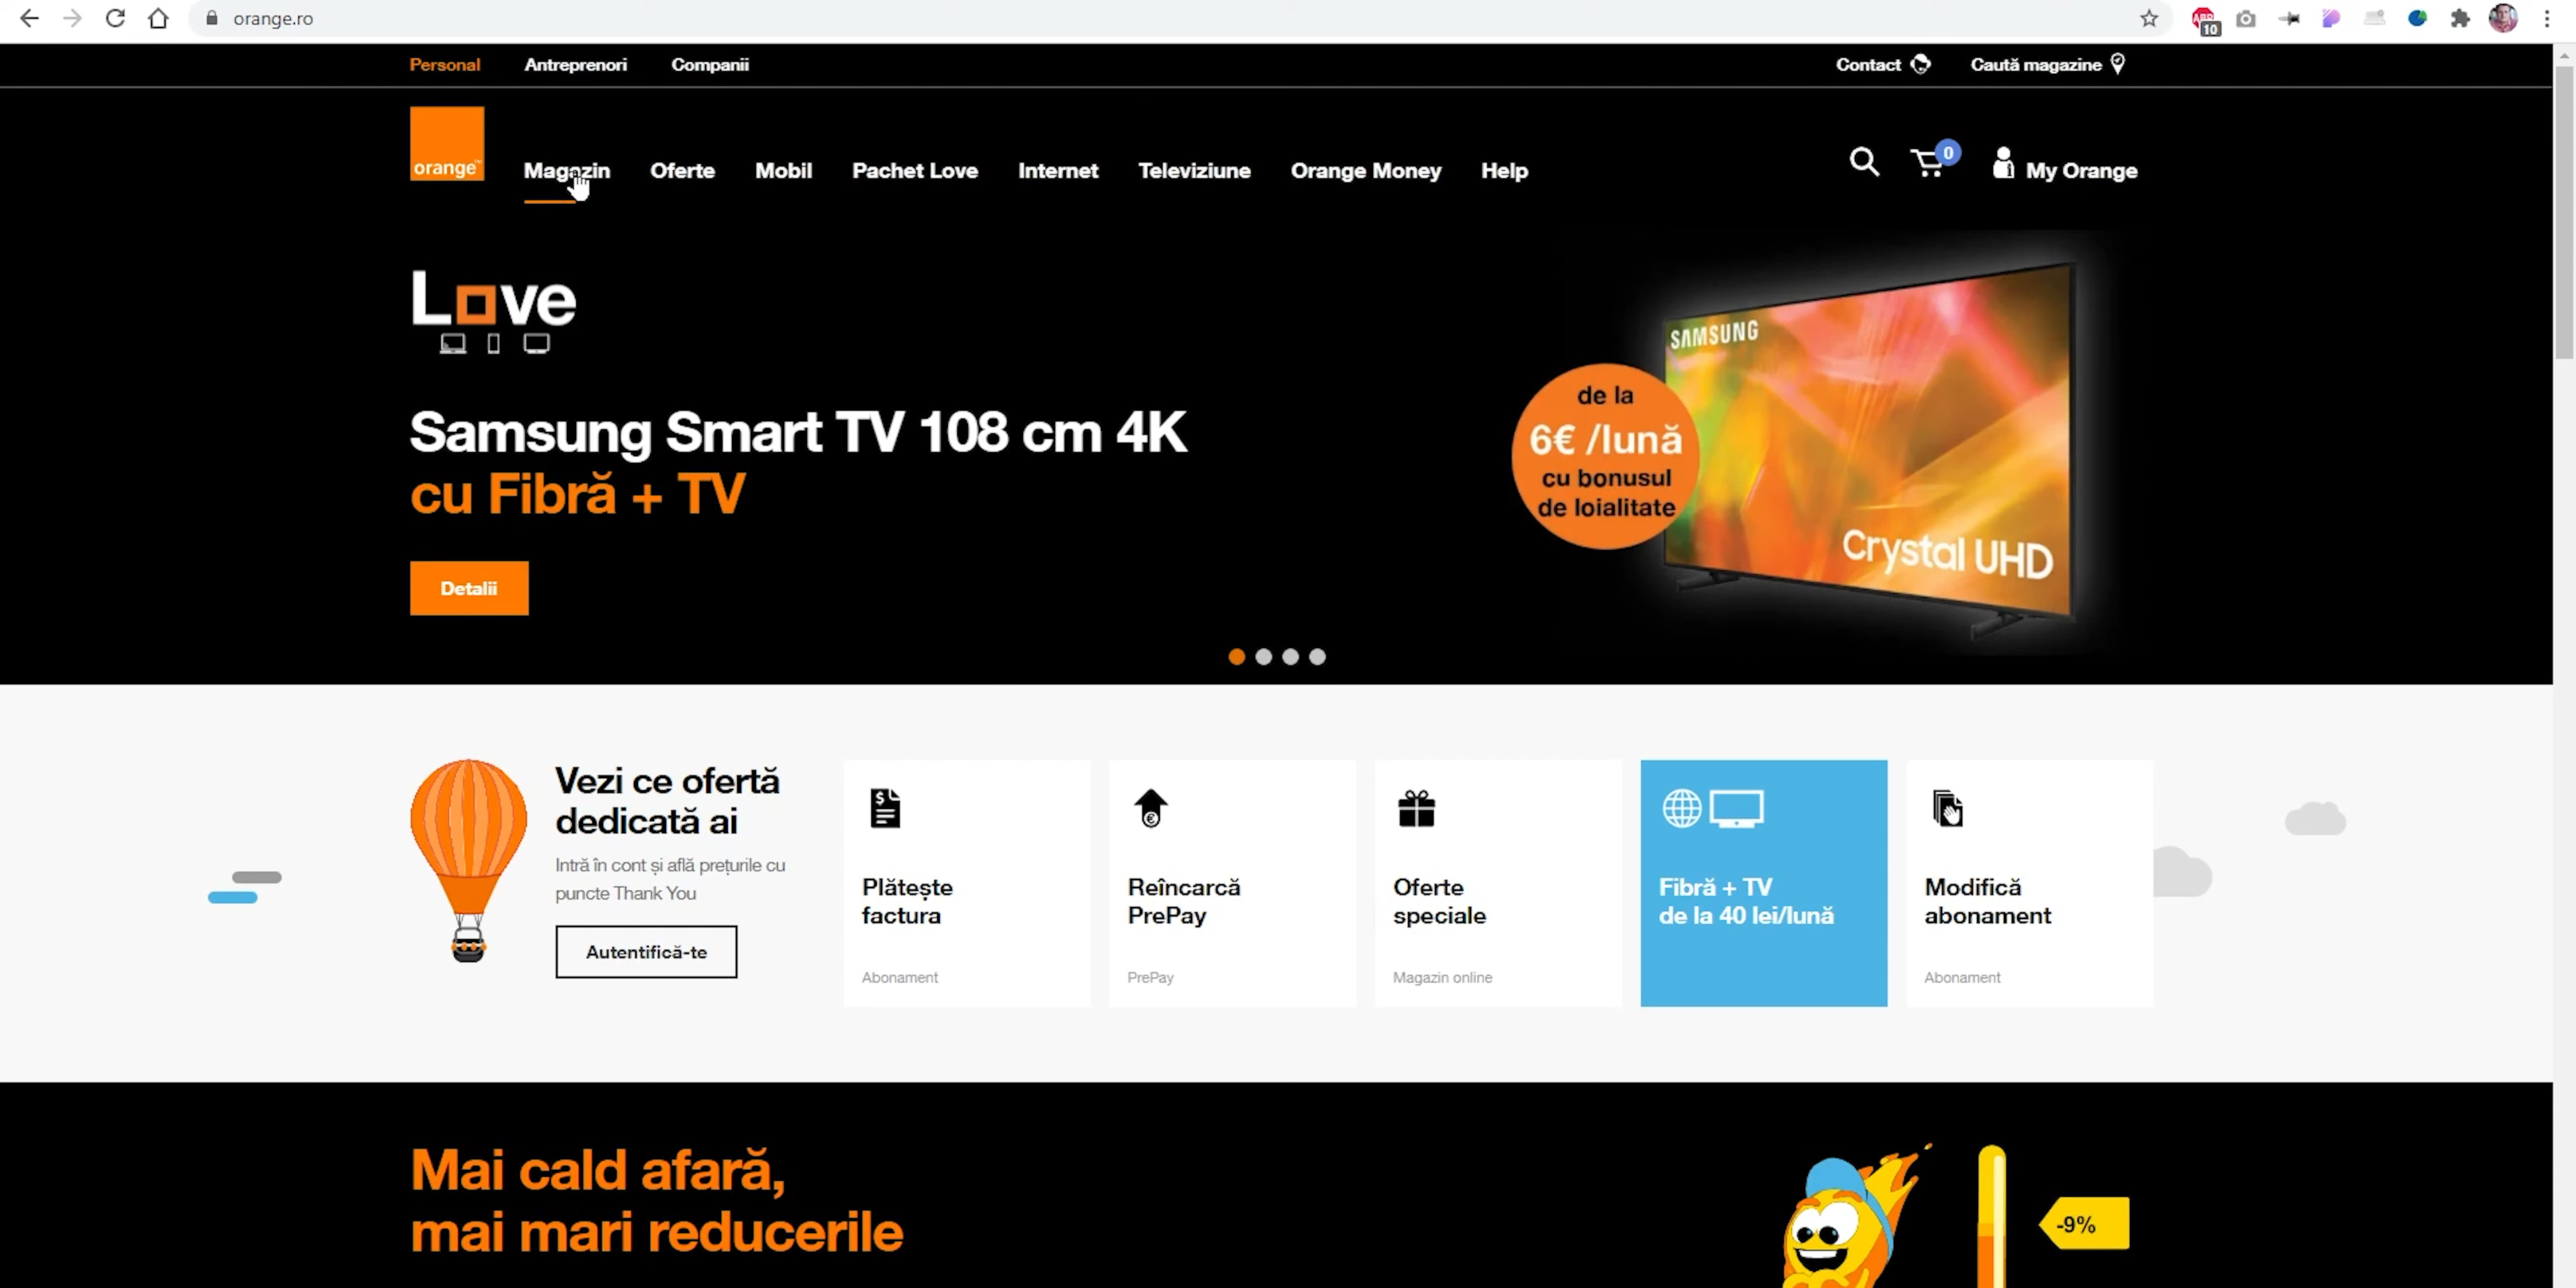 orange.ro
10
Personal
Antreprenori
Companii
Contact
Caută magazine
orange™
Magazin
Oferte
Mobil
Pachet Love
Internet
Televiziune
Orange Money
Help
0
My Orange
Love
Samsung Smart TV 108 cm 4K
cu Fibră + TV
Detalii
de la
6€ /lună
cu bonusul
de loialitate
SAMSUNG
Crystal UHD
Vezi ce ofertă
dedicată ai
Intră în cont și află prețurile cu
puncte Thank You
Autentifică-te
Plătește
factura
Abonament
Reîncarcă
PrePay
PrePay
Oferte
speciale
Magazin online
Fibră + TV
de la 40 lei/lună
Modifică
abonament
Abonament
Mai cald afară,
mai mari reducerile
-9%